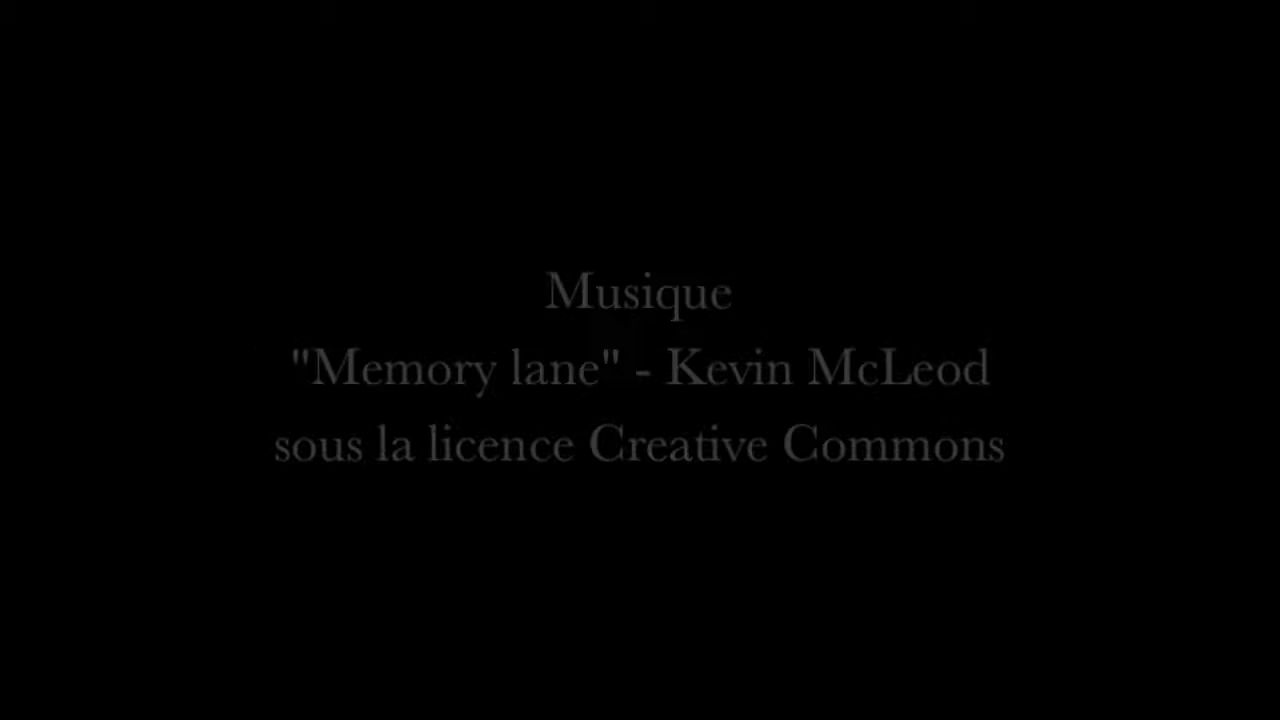 Musique
"Memory lane" - Kevin McLeod
sous la licence Creative Commons